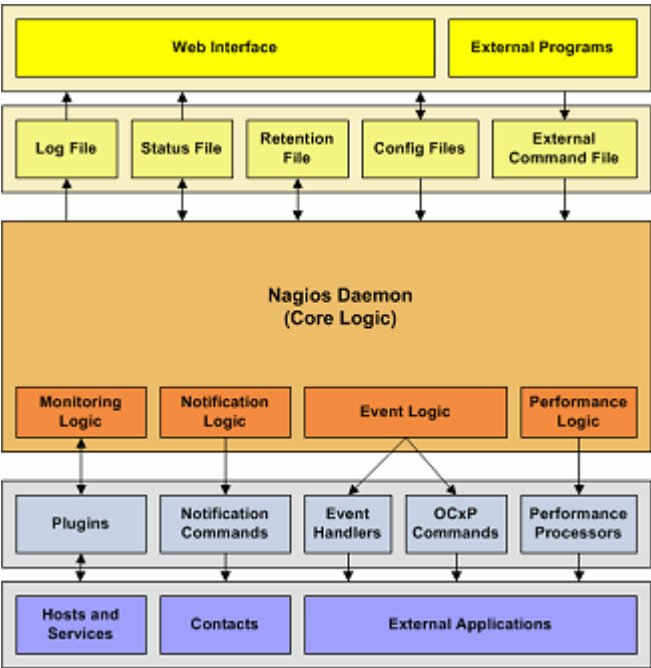 Web Interface
External Programs
Log File
Status File
Retention
File
Config Files
External
Command File
Nagios Daemon
(Core Logic)
Monitoring
Logic
Notification
Logic
Event Logic
Performance
Logic
Plugins
Notification
Commands
Event
Handlers
OCxP
Commands
Performance
Processors
Hosts and
Services
Contacts
External Applications